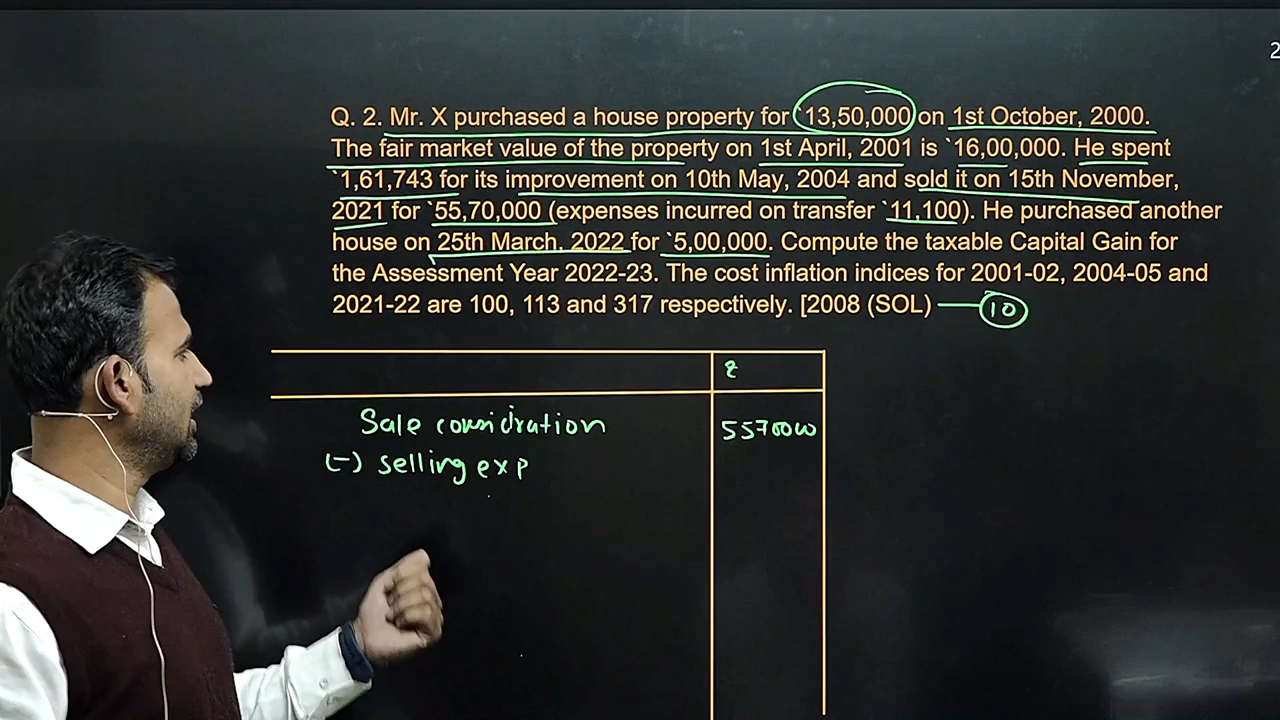 2
Q. 2. Mr. X purchased a house property for `13,50,000 on 1st October, 2000.
The fair market value of the property on 1st April, 2001 is `16,00,000. He spent
`1,61,743 for its improvement on 10th May, 2004 and sold it on 15th November,
2021 for `55,70,000 (expenses incurred on transfer `11,100). He purchased another
house on 25th March, 2022 for `5,00,000. Compute the taxable Capital Gain for
the Assessment Year 2022-23. The cost inflation indices for 2001-02, 2004-05 and
2021-22 are 100, 113 and 317 respectively. [2008 (SOL) — 10
₹
Sale considration 5570000
(-) selling exp